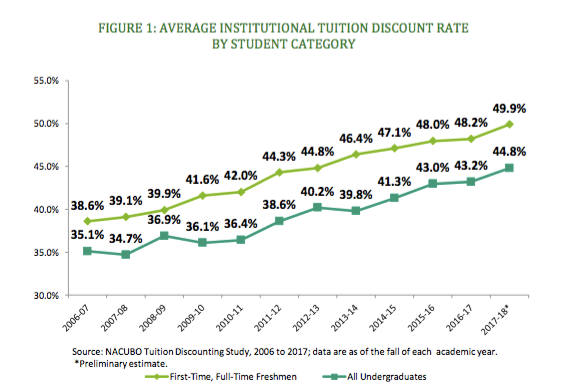 FIGURE 1: AVERAGE INSTITUTIONAL TUITION DISCOUNT RATE
BY STUDENT CATEGORY
55.0%
50.0%
45.0%
40.0%
35.0%
30.0%
38.6% 39.1% 39.9% 41.6% 42.0% 44.3% 44.8% 46.4% 47.1% 48.0% 48.2% 49.9%
35.1% 34.7% 36.9% 36.1% 36.4% 38.6% 40.2% 39.8% 41.3% 43.0% 43.2% 44.8%
2006-07 2007-08 2008-09 2009-10 2010-11 2011-12 2012-13 2013-14 2014-15 2015-16 2016-17 2017-18*
Source: NACUBO Tuition Discounting Study, 2006 to 2017; data are as of the fall of each academic year.
*Preliminary estimate.
First-Time, Full-Time Freshmen All Undergraduates